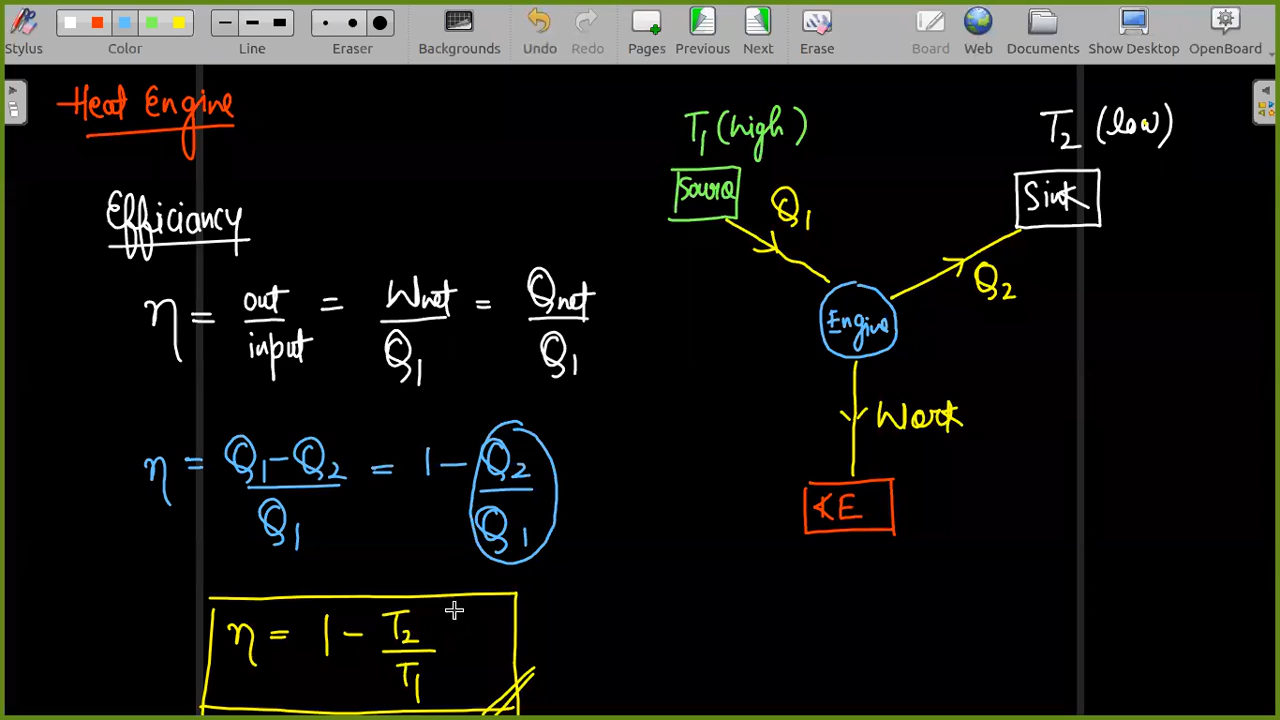 Stylus Color Line Eraser Backgrounds Undo Redo Pages Previous Next Erase Board Web Documents Show Desktop OpenBoard
Heat Engine
Efficiancy
η = out/input = Wnet/Q1 = Qnet/Q1
η = Q1-Q2/Q1 = 1 - Q2/Q1
η = 1 - T2/T1
T1 (high)
T2 (low)
Source
Sink
Q1
Q2
Engine
Work
KE